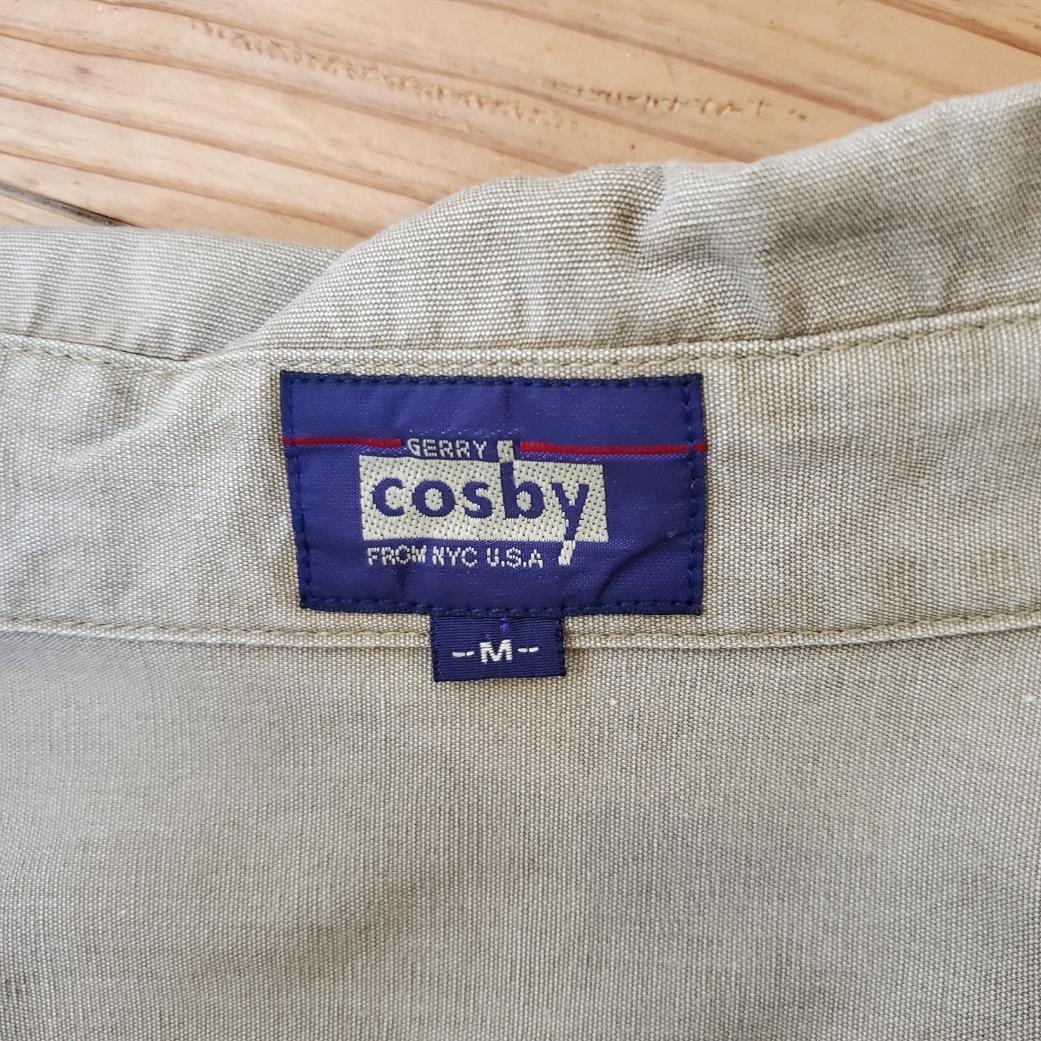 GERRY
cosby
FROM NYC U.S.A
--M--